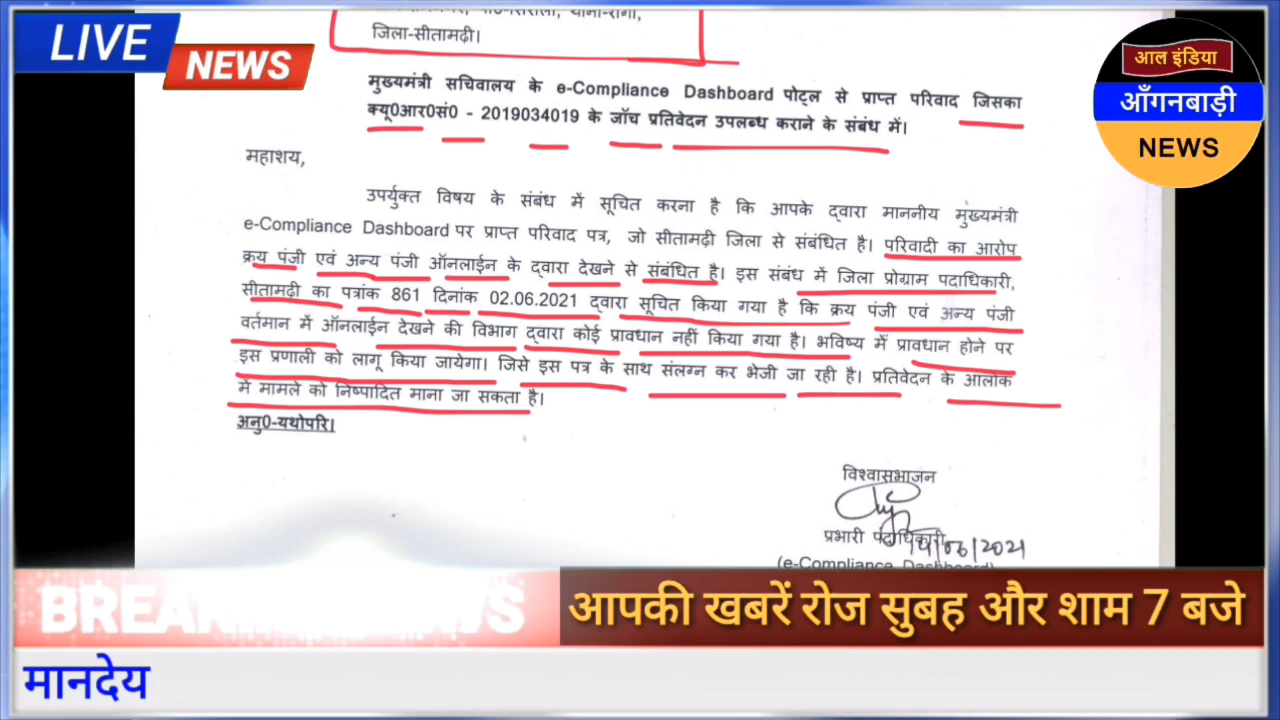 LIVE
NEWS
आल इंडिया
आँगनबाड़ी
NEWS
जिला-सीतामढ़ी।
मुख्यमंत्री सचिवालय के e-Compliance Dashboard पोर्टल से प्राप्त परिवाद जिसका
क्यू0आर0सं0 - 2019034019 के जाँच प्रतिवेदन उपलब्ध कराने के संबंध में।
महाशय,
उपर्युक्त विषय के संबंध में सूचित करना है कि आपके द्वारा माननीय मुख्यमंत्री
e-Compliance Dashboard पर प्राप्त परिवाद पत्र, जो सीतामढ़ी जिला से संबंधित है। परिवादी का आरोप
क्रय पंजी एवं अन्य पंजी ऑनलाईन के द्वारा देखने से संबंधित है। इस संबंध में जिला प्रोग्राम पदाधिकारी,
सीतामढ़ी का पत्रांक 861 दिनांक 02.06.2021 द्वारा सूचित किया गया है कि क्रय पंजी एवं अन्य पंजी
वर्तमान में ऑनलाईन देखने की विभाग द्वारा कोई प्रावधान नहीं किया गया है। भविष्य में प्रावधान होने पर
इस प्रणाली को लागू किया जायेगा। जिसे इस पत्र के साथ संलग्न कर भेजी जा रही है। प्रतिवेदन के आलोक
में मामले को निष्पादित माना जा सकता है।
अनु0-यथोपरि।
विश्वासभाजन
प्रभारी पदाधिकारी
/06/2021
(e-Compliance Dashboard)
BREAKING NEWS
आपकी खबरें रोज सुबह और शाम 7 बजे
मानदेय